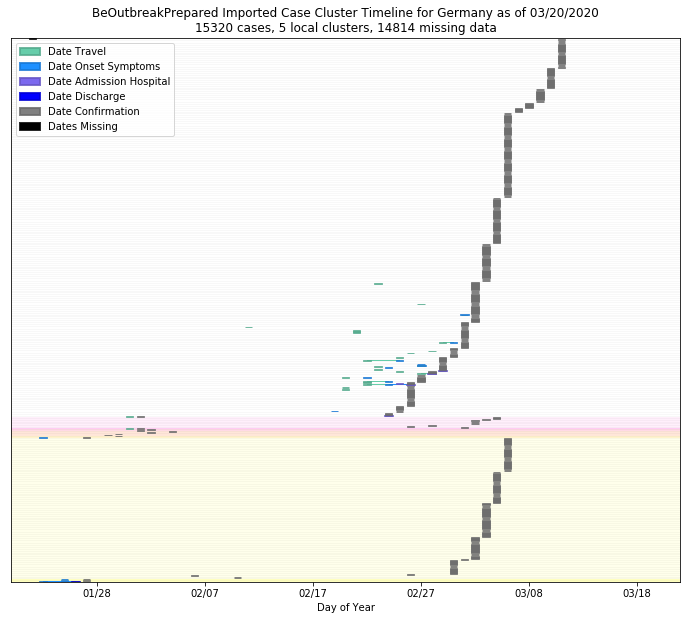 BeOutbreakPrepared Imported Case Cluster Timeline for Germany as of 03/20/2020
15320 cases, 5 local clusters, 14814 missing data
Date Travel
Date Onset Symptoms
Date Admission Hospital
Date Discharge
Date Confirmation
Dates Missing
01/28 02/07 02/17 02/27 03/08 03/18
Day of Year